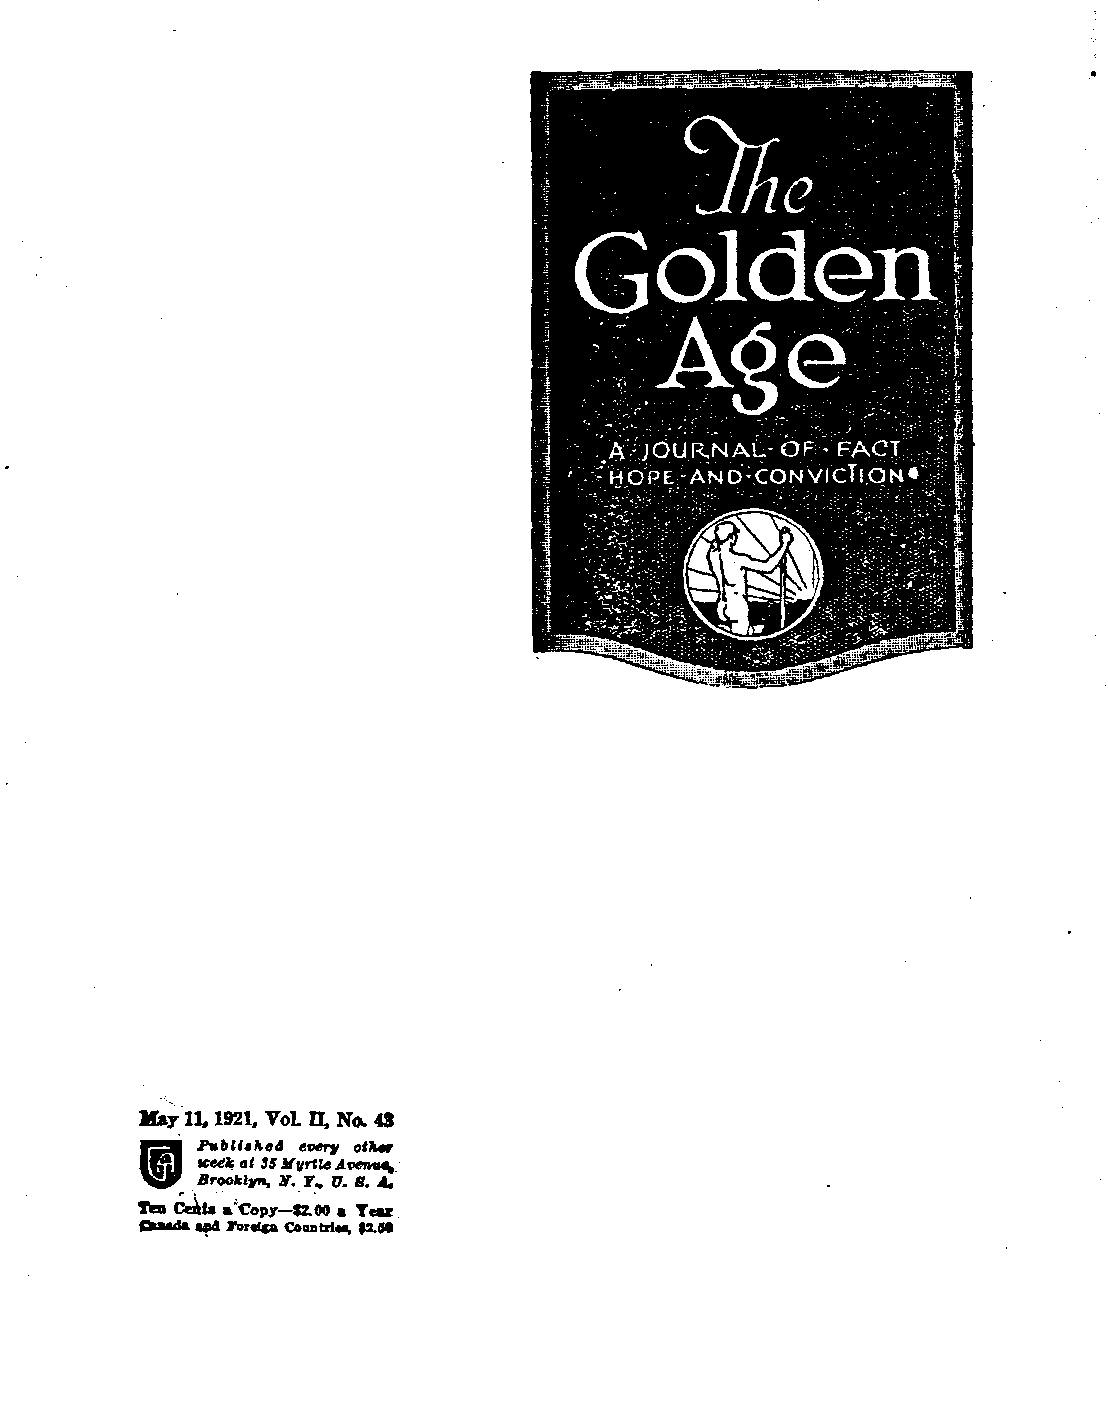 The
Golden
Age
A · JOURNAL · OF · FACT
HOPE · AND · CONVICTION
May 11, 1921, Vol. II, No. 43
Published every other
week at 35 Myrtle Avenue,
Brooklyn, N. Y., U. S. A.
Ten Cents a Copy—$2.00 a Year
Canada and Foreign Countries, $2.50